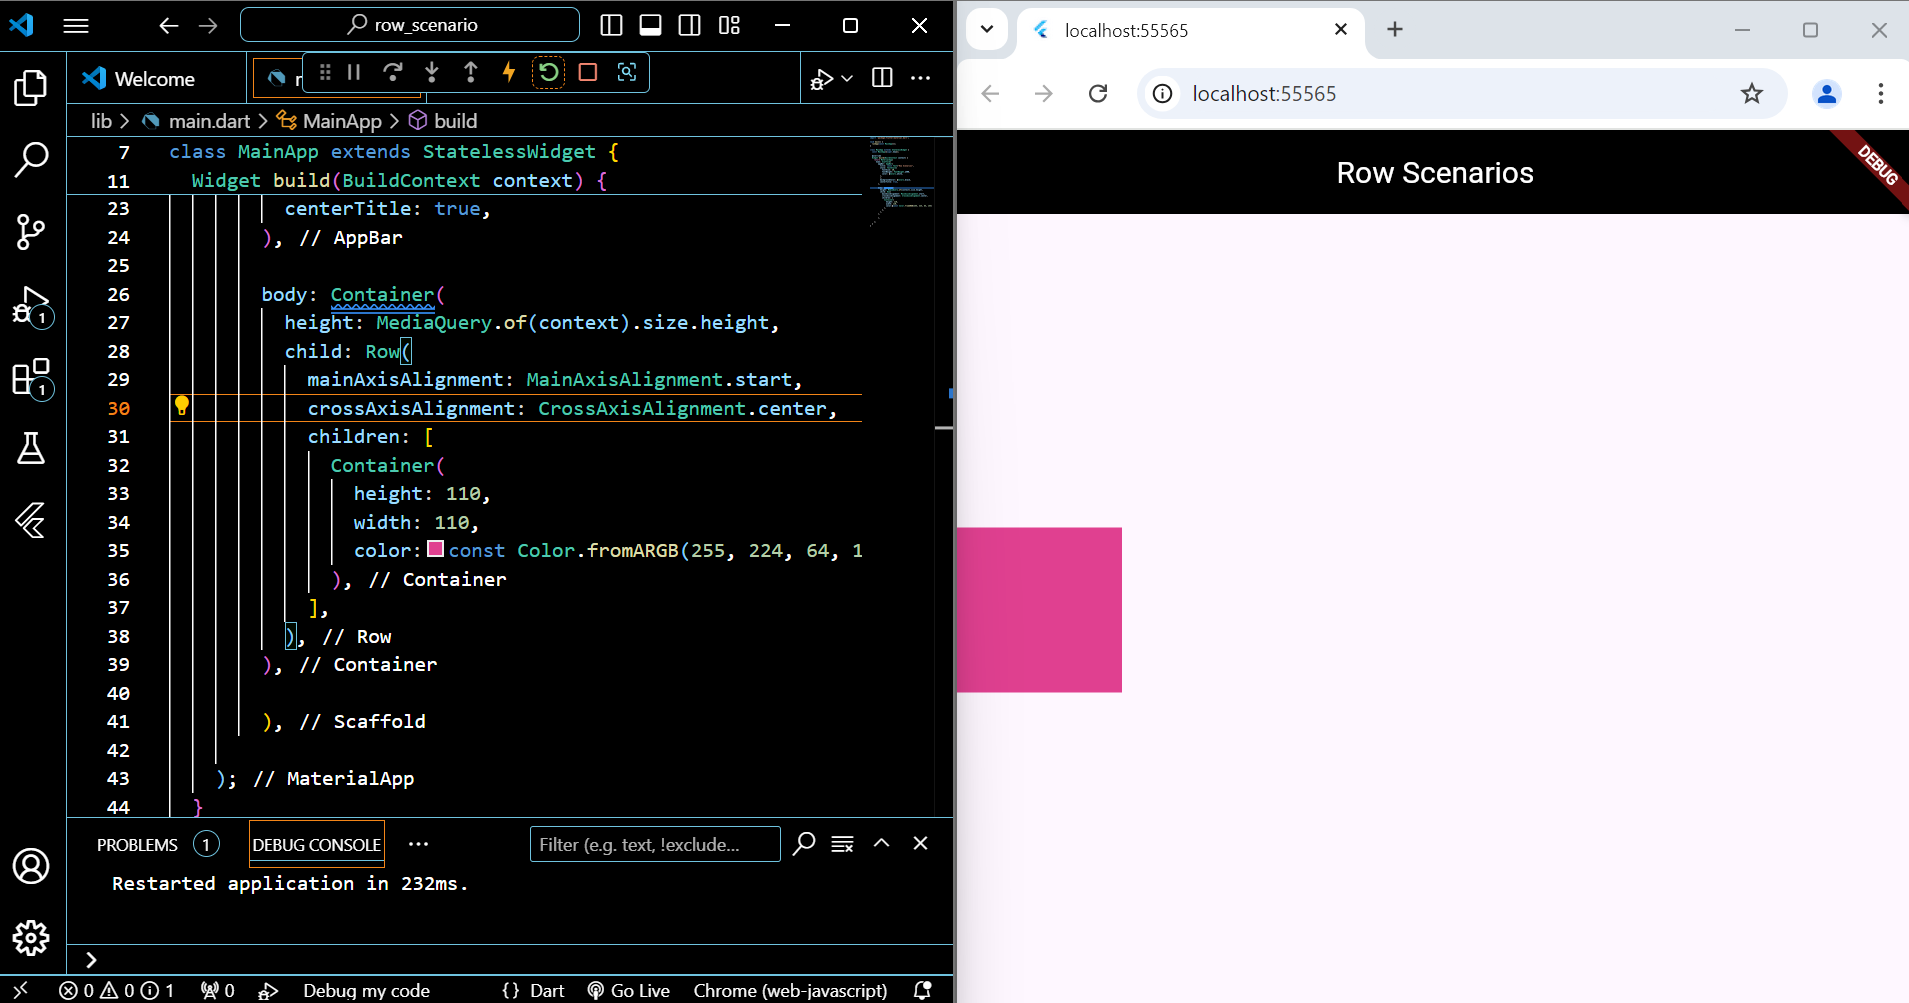 row_scenario
Welcome
lib > main.dart > MainApp > build
7 class MainApp extends StatelessWidget {
11 Widget build(BuildContext context) {
23 centerTitle: true,
24 ), // AppBar
25
26 body: Container(
27 height: MediaQuery.of(context).size.height,
28 child: Row(
29 mainAxisAlignment: MainAxisAlignment.start,
30 crossAxisAlignment: CrossAxisAlignment.center,
31 children: [
32 Container(
33 height: 110,
34 width: 110,
35 color: const Color.fromARGB(255, 224, 64, 1
36 ), // Container
37 ],
38 ), // Row
39 ), // Container
40
41 ), // Scaffold
42
43 ); // MaterialApp
44 }
1
1
PROBLEMS 1 DEBUG CONSOLE ··· Filter (e.g. text, !exclude...
Restarted application in 232ms.
>
0 0 1 0 Debug my code {} Dart Go Live Chrome (web-javascript)
localhost:55565
localhost:55565
Row Scenarios
DEBUG